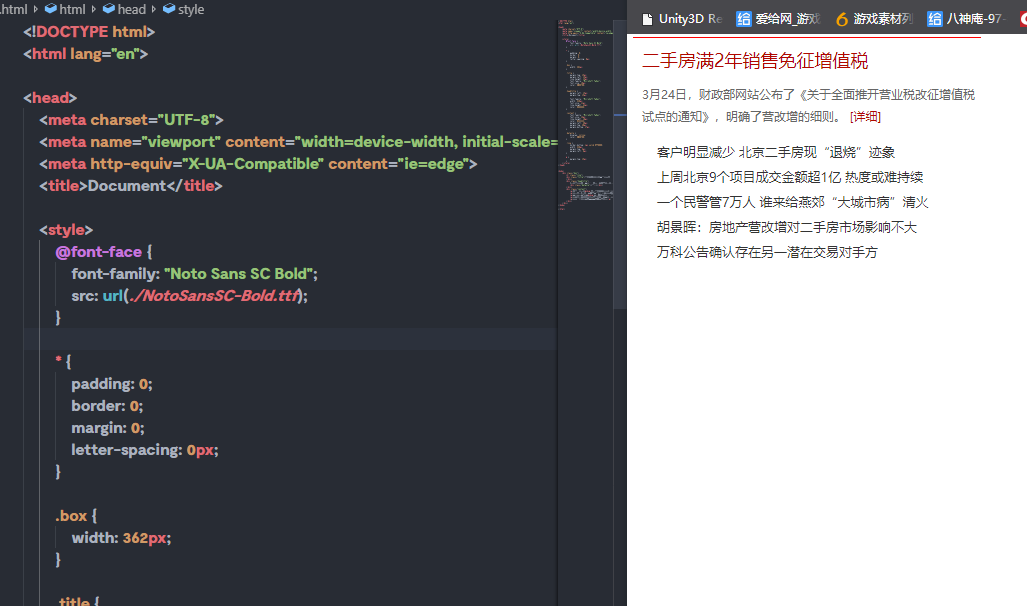 .html > html > head > style
<!DOCTYPE html>
<html lang="en">
<head>
<meta charset="UTF-8">
<meta name="viewport" content="width=device-width, initial-scale=
<meta http-equiv="X-UA-Compatible" content="ie=edge">
<title>Document</title>
<style>
@font-face {
font-family: "Noto Sans SC Bold";
src: url(./NotoSansSC-Bold.ttf);
}
* {
padding: 0;
border: 0;
margin: 0;
letter-spacing: 0px;
}
.box {
width: 362px;
}
.title {
Unity3D Re 给 爱给网_游戏 游戏素材列 给 八神庵-97-
二手房满2年销售免征增值税
3月24日，财政部网站公布了《关于全面推开营业税改征增值税
试点的通知》，明确了营改增的细则。 [详细]
客户明显减少 北京二手房现“退烧”迹象
上周北京9个项目成交金额超1亿 热度或难持续
一个民警管7万人 谁来给燕郊“大城市病”清火
胡景晖：房地产营改增对二手房市场影响不大
万科公告确认存在另一潜在交易对手方